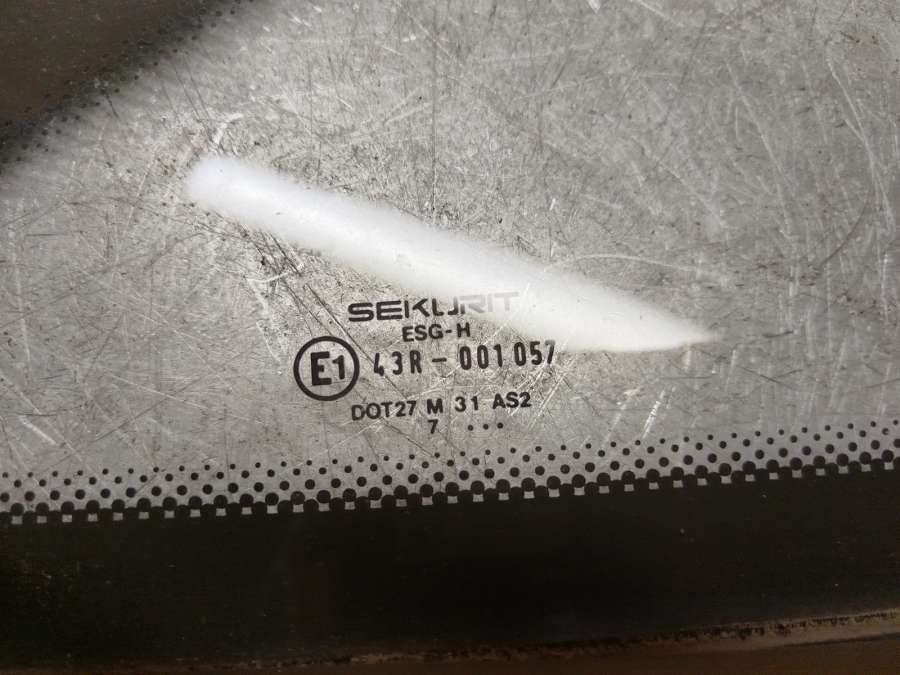 SEKURIT
ESG-H
E1 43R-001057
DOT27 M 31 AS2
7 ...